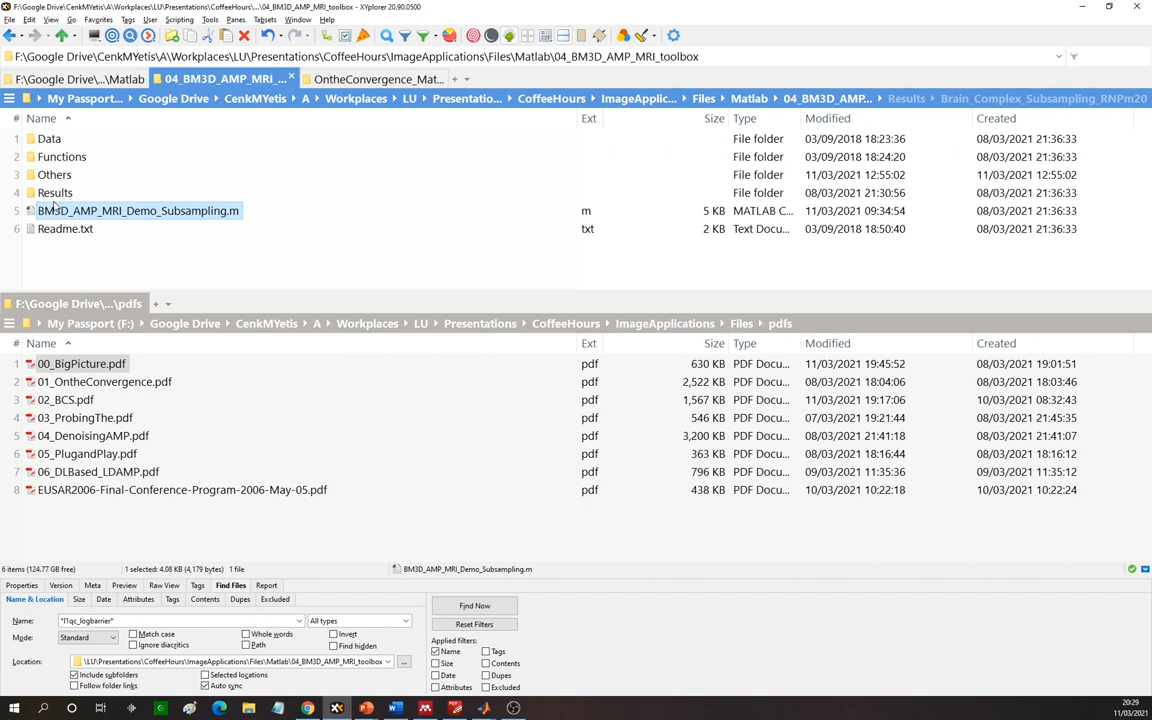 F:\Google Drive\CenkMYetis\A\Workplaces\LU\Presentations\CoffeeHours\...\04_BM3D_AMP_MRI_toolbox - XYplorer 20.90.0500
File Edit View Go Favorites Tags User Scripting Tools Panes Tabsets Window Help
F:\Google Drive\CenkMYetis\A\Workplaces\LU\Presentations\CoffeeHours\ImageApplications\Files\Matlab\04_BM3D_AMP_MRI_toolbox
F:\Google Drive\...\Matlab 04_BM3D_AMP_MRI_... OntheConvergence_Mat...
My Passport... Google Drive CenkMYetis A Workplaces LU Presentatio... CoffeeHours ImageApplic... Files Matlab 04_BM3D_AMP... Results Brain_Complex_Subsampling_RNPm20
# Name Ext Size Type Modified Created
1 Data File folder 03/09/2018 18:23:36 08/03/2021 21:36:33
2 Functions File folder 03/09/2018 18:24:20 08/03/2021 21:36:33
3 Others File folder 11/03/2021 12:55:02 11/03/2021 12:55:02
4 Results File folder 08/03/2021 21:30:56 08/03/2021 21:36:33
5 BM3D_AMP_MRI_Demo_Subsampling.m m 5 KB MATLAB C... 11/03/2021 09:34:54 08/03/2021 21:36:33
6 Readme.txt txt 2 KB Text Docu... 03/09/2018 18:50:40 08/03/2021 21:36:33
F:\Google Drive\...\pdfs
My Passport (F:) Google Drive CenkMYetis A Workplaces LU Presentations CoffeeHours ImageApplications Files pdfs
# Name Ext Size Type Modified Created
1 00_BigPicture.pdf pdf 630 KB PDF Docu... 11/03/2021 19:45:52 08/03/2021 19:01:51
2 01_OntheConvergence.pdf pdf 2,522 KB PDF Docu... 08/03/2021 18:04:06 08/03/2021 18:03:46
3 02_BCS.pdf pdf 1,567 KB PDF Docu... 11/03/2021 19:17:06 10/03/2021 08:32:43
4 03_ProbingThe.pdf pdf 546 KB PDF Docu... 07/03/2021 19:21:44 08/03/2021 21:45:35
5 04_DenoisingAMP.pdf pdf 3,200 KB PDF Docu... 08/03/2021 21:41:18 08/03/2021 21:41:07
6 05_PlugandPlay.pdf pdf 363 KB PDF Docu... 08/03/2021 18:16:44 08/03/2021 18:16:12
7 06_DLBased_LDAMP.pdf pdf 796 KB PDF Docu... 09/03/2021 11:35:36 09/03/2021 11:35:12
8 EUSAR2006-Final-Conference-Program-2006-May-05.pdf pdf 438 KB PDF Docu... 10/03/2021 10:22:18 10/03/2021 10:22:24
6 items (124.77 GB free) 1 selected: 4.08 KB (4,179 bytes) 1 file BM3D_AMP_MRI_Demo_Subsampling.m
Properties Version Meta Preview Raw View Tags Find Files Report
Name & Location Size Date Attributes Tags Contents Dupes Excluded
Name: *l1qc_logbarrier* All types
Mode: Standard Match case Whole words Invert
Ignore diacritics Path Find hidden
Location: \LU\Presentations\CoffeeHours\ImageApplications\Files\Matlab\04_BM3D_AMP_MRI_toolbox ...
Include subfolders Selected locations
Follow folder links Auto sync
Find Now
Reset Filters
Applied filters:
Name Tags
Size Contents
Date Dupes
Attributes Excluded
20:29
11/03/2021